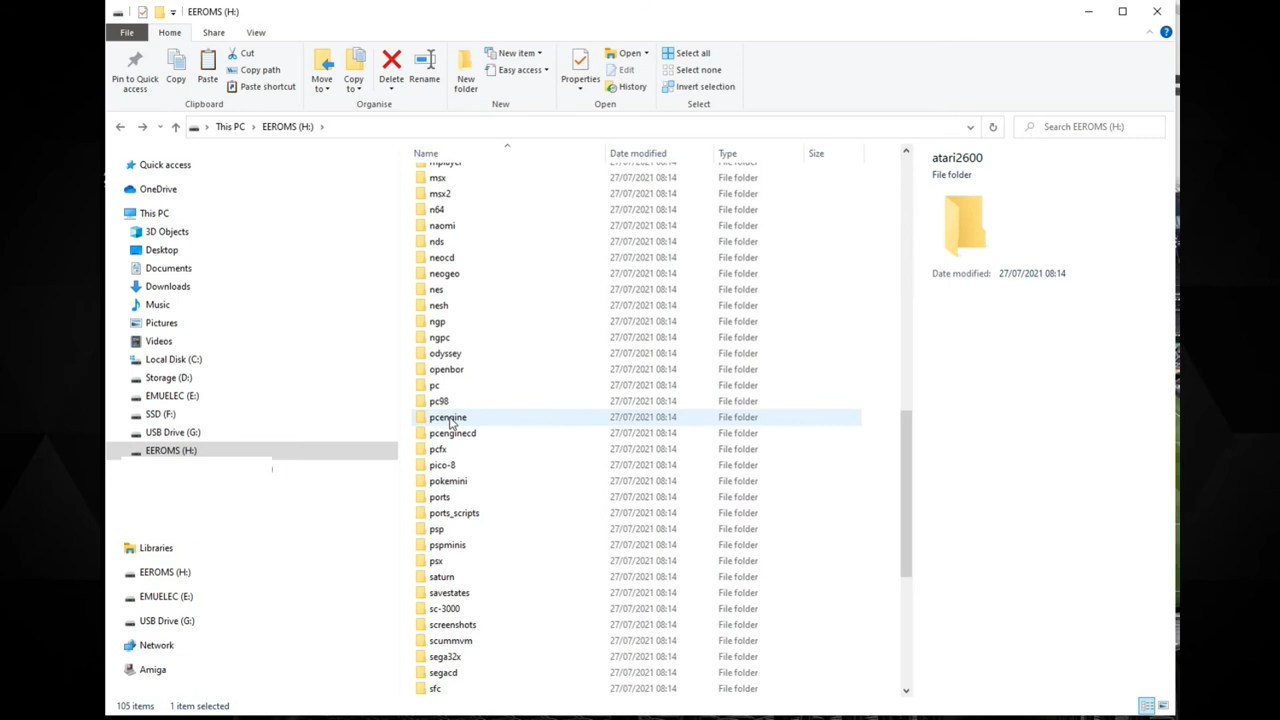 EEROMS (H:)
File Home Share View
Pin to Quick access
Copy
Paste
Cut
Copy path
Paste shortcut
Clipboard
Move to
Copy to
Delete
Rename
Organise
New folder
New item
Easy access
New
Properties
Open
Edit
History
Open
Select all
Select none
Invert selection
Select
This PC > EEROMS (H:) >
Search EEROMS (H:)
Quick access
OneDrive
This PC
3D Objects
Desktop
Documents
Downloads
Music
Pictures
Videos
Local Disk (C:)
Storage (D:)
EMUELEC (E:)
SSD (F:)
USB Drive (G:)
EEROMS (H:)
Libraries
EEROMS (H:)
EMUELEC (E:)
USB Drive (G:)
Network
Amiga
Name Date modified Type Size
mplayer 27/07/2021 08:14 File folder
msx 27/07/2021 08:14 File folder
msx2 27/07/2021 08:14 File folder
n64 27/07/2021 08:14 File folder
naomi 27/07/2021 08:14 File folder
nds 27/07/2021 08:14 File folder
neocd 27/07/2021 08:14 File folder
neogeo 27/07/2021 08:14 File folder
nes 27/07/2021 08:14 File folder
nesh 27/07/2021 08:14 File folder
ngp 27/07/2021 08:14 File folder
ngpc 27/07/2021 08:14 File folder
odyssey 27/07/2021 08:14 File folder
openbor 27/07/2021 08:14 File folder
pc 27/07/2021 08:14 File folder
pc98 27/07/2021 08:14 File folder
pcengine 27/07/2021 08:14 File folder
pcenginecd 27/07/2021 08:14 File folder
pcfx 27/07/2021 08:14 File folder
pico-8 27/07/2021 08:14 File folder
pokemini 27/07/2021 08:14 File folder
ports 27/07/2021 08:14 File folder
ports_scripts 27/07/2021 08:14 File folder
psp 27/07/2021 08:14 File folder
pspminis 27/07/2021 08:14 File folder
psx 27/07/2021 08:14 File folder
saturn 27/07/2021 08:14 File folder
savestates 27/07/2021 08:14 File folder
sc-3000 27/07/2021 08:14 File folder
screenshots 27/07/2021 08:14 File folder
scummvm 27/07/2021 08:14 File folder
sega32x 27/07/2021 08:14 File folder
segacd 27/07/2021 08:14 File folder
sfc 27/07/2021 08:14 File folder
atari2600
File folder
Date modified: 27/07/2021 08:14
105 items 1 item selected